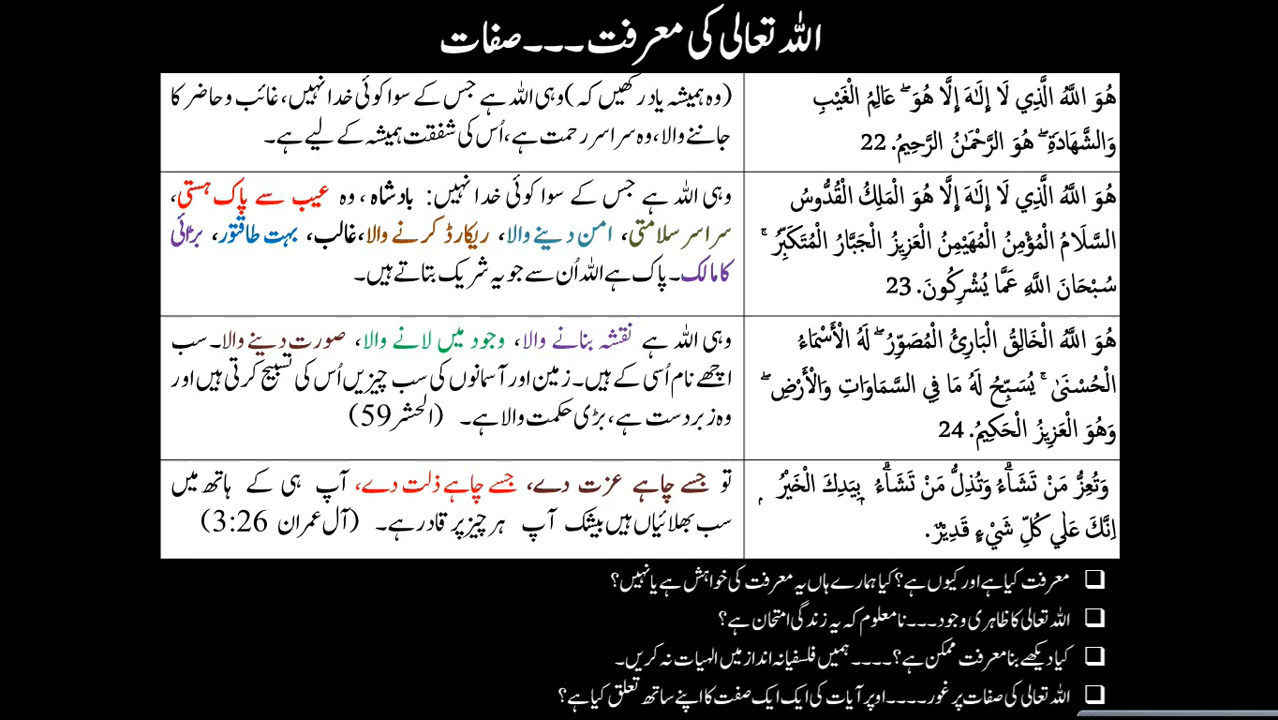 اللہ تعالی کی معرفت۔۔۔صفات
هُوَ اللَّهُ الَّذِي لَا إِلَٰهَ إِلَّا هُوَ ۖ عَالِمُ الْغَيْبِ
وَالشَّهَادَةِ ۖ هُوَ الرَّحْمَٰنُ الرَّحِيمُ. 22
(وہ ہمیشہ یاد رکھیں کہ) وہی اللہ ہے جس کے سوا کوئی خدا نہیں، غائب و حاضر کا
جاننے والا، وہ سراسر رحمت ہے، اُس کی شفقت ہمیشہ کے لیے ہے۔
هُوَ اللَّهُ الَّذِي لَا إِلَٰهَ إِلَّا هُوَ الْمَلِكُ الْقُدُّوسُ
السَّلَامُ الْمُؤْمِنُ الْمُهَيْمِنُ الْعَزِيزُ الْجَبَّارُ الْمُتَكَبِّرُ ۚ
سُبْحَانَ اللَّهِ عَمَّا يُشْرِكُونَ. 23
وہی اللہ ہے جس کے سوا کوئی خدا نہیں: بادشاہ، وہ عیب سے پاک ہستی،
سراسر سلامتی، امن دینے والا، ریکارڈ کرنے والا، غالب، بہت طاقتور، بڑائی
کا مالک۔ پاک ہے اللہ اُن سے جو یہ شریک بتاتے ہیں۔
هُوَ اللَّهُ الْخَالِقُ الْبَارِئُ الْمُصَوِّرُ ۖ لَهُ الْأَسْمَاءُ
الْحُسْنَىٰ ۚ يُسَبِّحُ لَهُ مَا فِي السَّمَاوَاتِ وَالْأَرْضِ ۖ
وَهُوَ الْعَزِيزُ الْحَكِيمُ. 24
وہی اللہ ہے نقشہ بنانے والا، وجود میں لانے والا، صورت دینے والا۔ سب
اچھے نام اُسی کے ہیں۔ زمین اور آسمانوں کی سب چیزیں اُس کی تسبیح کرتی ہیں اور
وہ زبردست ہے، بڑی حکمت والا ہے۔ (الحشر 59)
وَتُعِزُّ مَنْ تَشَاۗءُ وَتُذِلُّ مَنْ تَشَاۗءُ ۭبِيَدِكَ الْخَيْرُ ۭ
اِنَّكَ عَلٰي كُلِّ شَيْءٍ قَدِيْرٌ.
تو جسے چاہے عزت دے، جسے چاہے ذلت دے، آپ ہی کے ہاتھ میں
سب بھلائیاں ہیں بیشک آپ ہر چیز پر قادر ہے۔ (آل عمران 3:26)
❑ معرفت کیا ہے اور کیوں ہے؟ کیا ہمارے ہاں یہ معرفت کی خواہش ہے یا نہیں؟
❑ اللہ تعالی کا ظاہری وجود۔۔۔نامعلوم کہ یہ زندگی امتحان ہے؟
❑ کیا دیکھے بنا معرفت ممکن ہے؟۔۔۔۔ ہمیں فلسفیانہ انداز میں الہیات نہ کریں۔
❑ اللہ تعالی کی صفات پر غور۔۔۔۔اوپر آیات کی ایک ایک صفت کا اپنے ساتھ تعلق کیا ہے؟